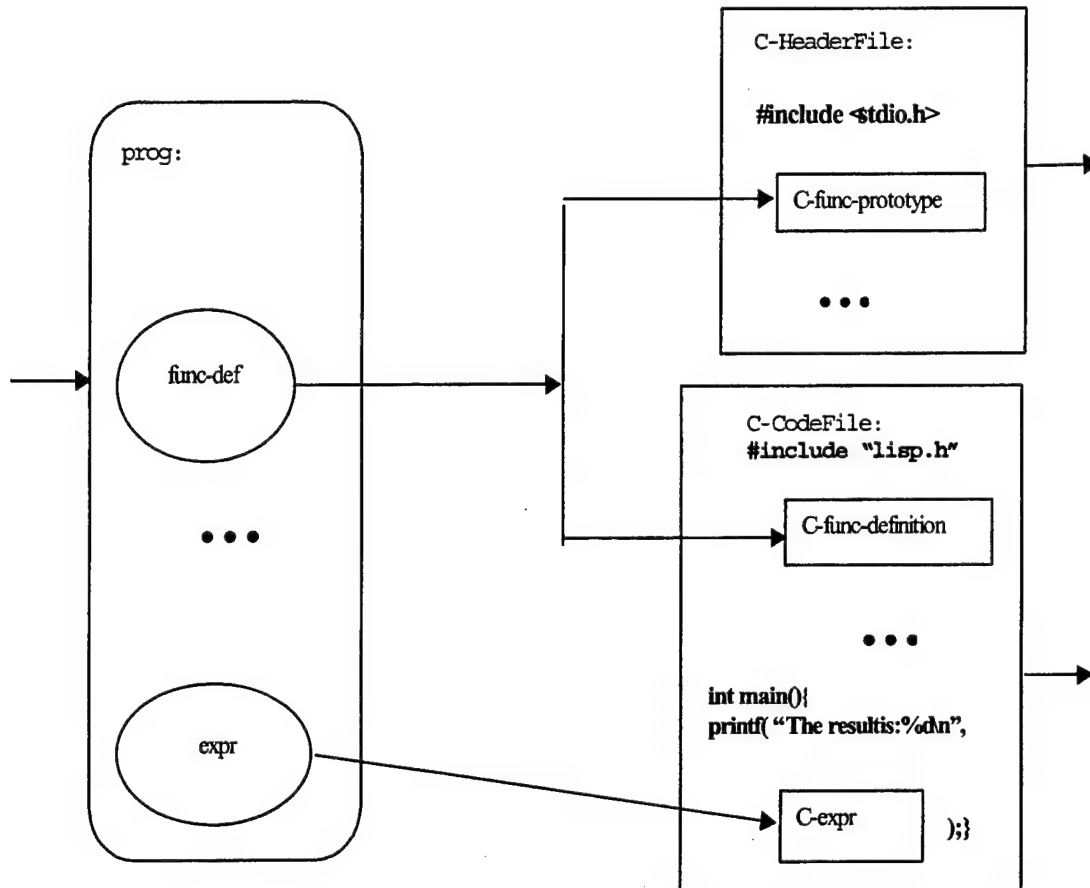 prog:
func-def
expr
C-HeaderFile:
#include <stdio.h>
C-func-prototype
C-CodeFile:
#include "lisp.h"
C-func-definition
int main(){
printf( “The resultis:%d\n”,
C-expr );}